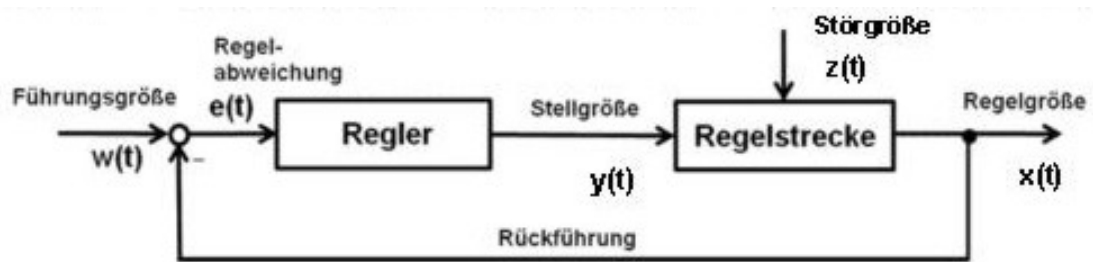 Störgröße
z(t)
Regel-
abweichung
e(t)
Führungsgröße
w(t)
–
Regler
Stellgröße
y(t)
Regelstrecke
Regelgröße
x(t)
Rückführung